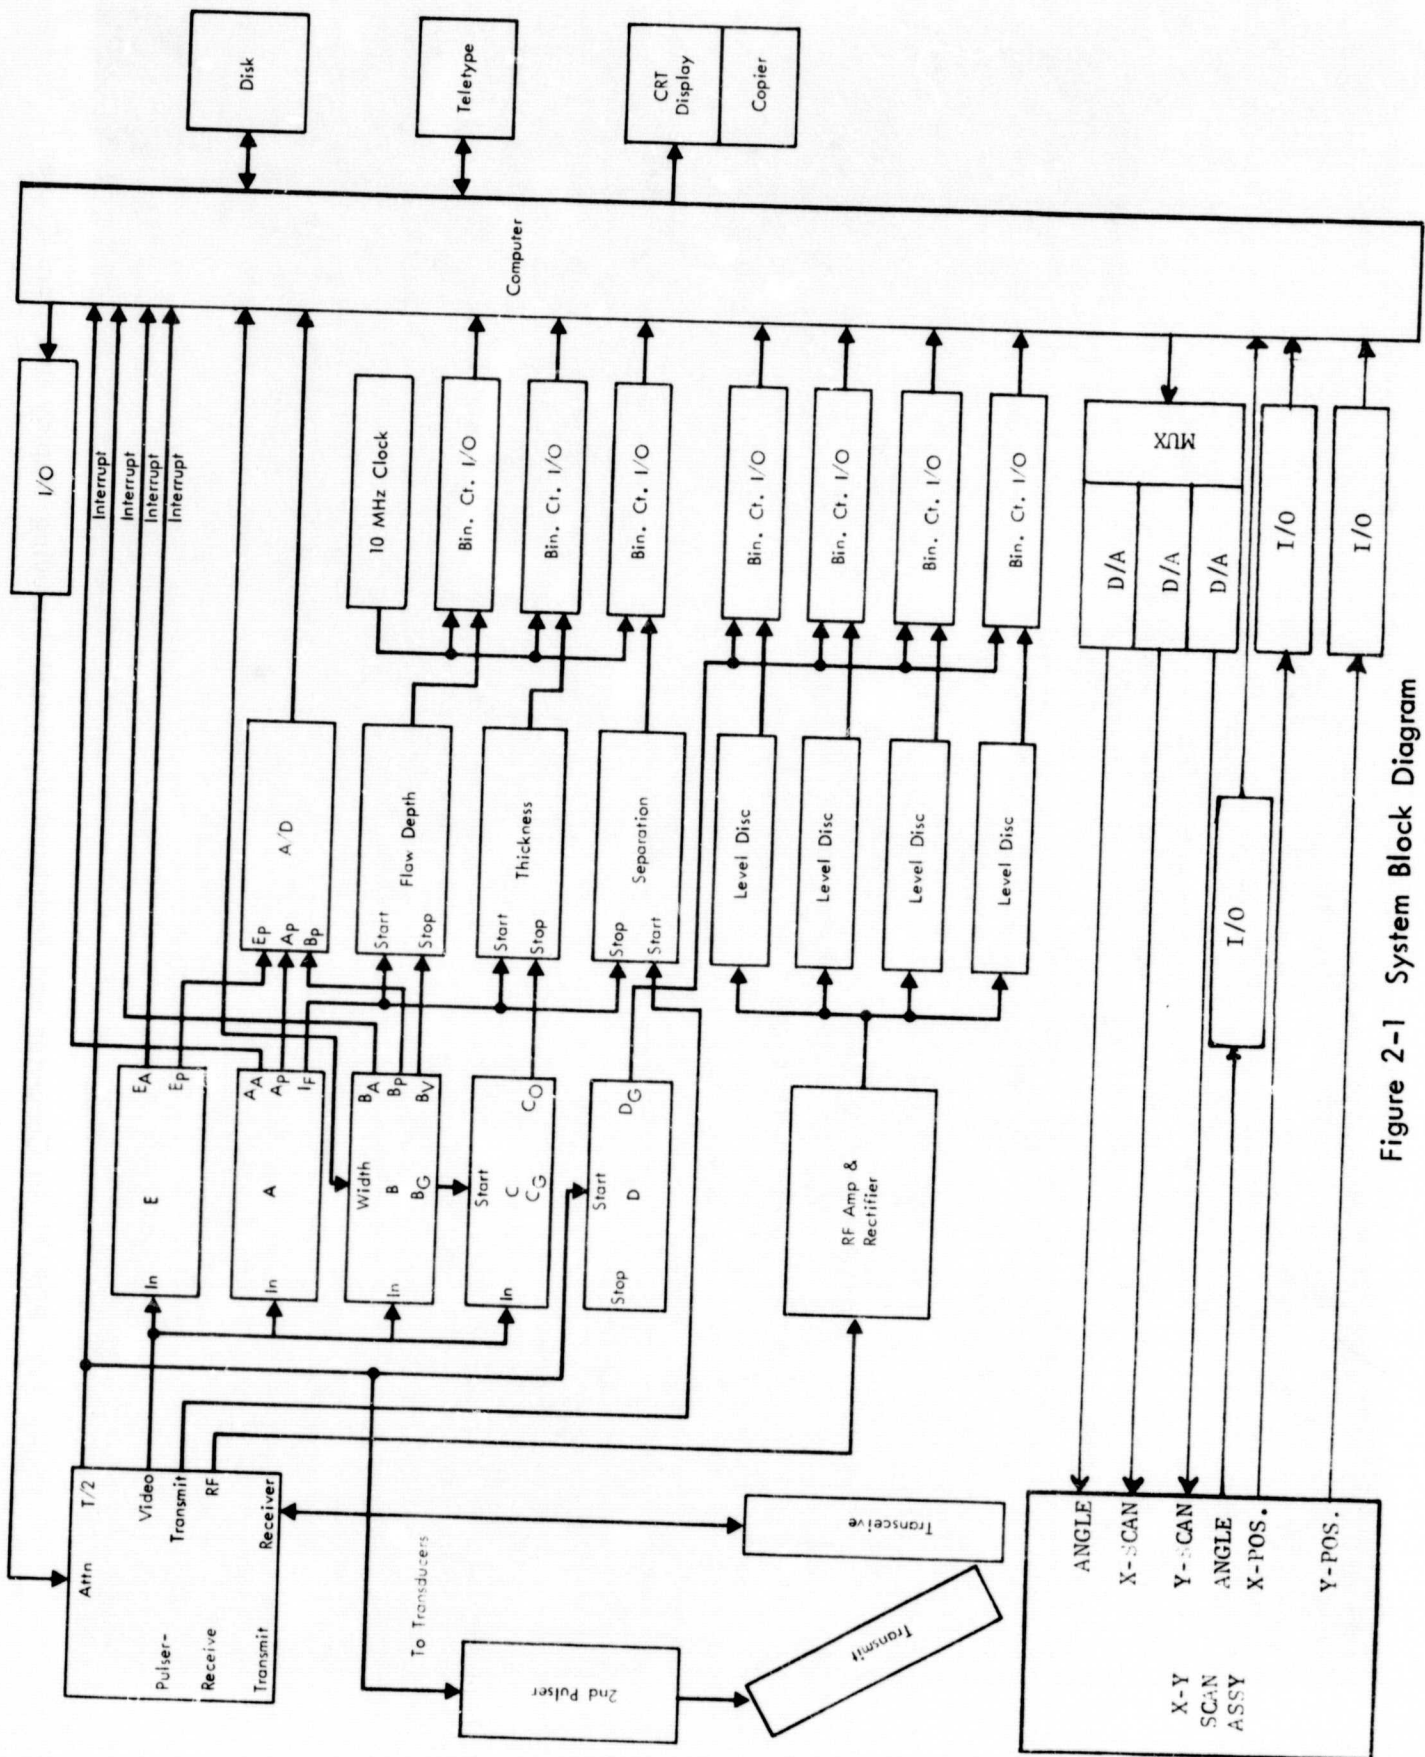 Disk
Teletype
CRT
Display
Copier
Computer
I/O
Interrupt
Interrupt
Interrupt
Interrupt
10 MHz Clock
Bin. Ct. I/O
Bin. Ct. I/O
Bin. Ct. I/O
Bin. Ct. I/O
Bin. Ct. I/O
Bin. Ct. I/O
Bin. Ct. I/O
MUX
D/A
D/A
D/A
I/O
I/O
A/D
Ep
Ap
Bp
Flaw Depth
Start
Stop
Thickness
Start
Stop
Separation
Stop
Start
Level Disc
Level Disc
Level Disc
Level Disc
I/O
EA
EP
E
In
AA
AP
IF
A
In
BA
BP
BV
Width
B
BG
In
CO
Start
C
CG
In
DG
Start
D
Stop
RF Amp &
Rectifier
T/2
Video
Transmit
RF
Receiver
Attn
Pulser-
Receive
Transmit
To Transducers
2nd Pulser
Transceive
Transmit
ANGLE
X-SCAN
Y-SCAN
ANGLE
X-POS.
Y-POS.
X-Y
SCAN
ASSY
Figure 2-1 System Block Diagram